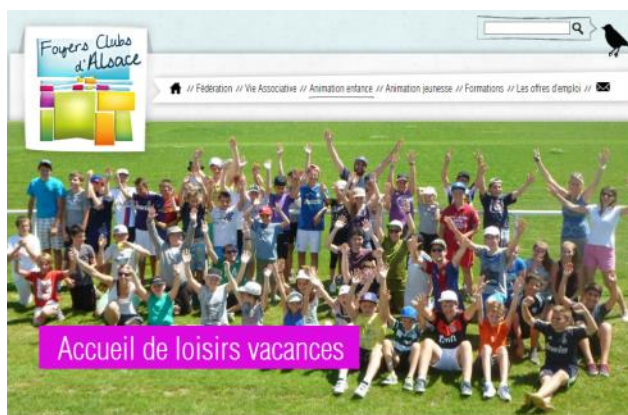 Foyers Clubs
d'Alsace
// Fédération // Vie Associative // Animation enfance // Animation jeunesse // Formations // Les offres d'emploi //
Accueil de loisirs vacances